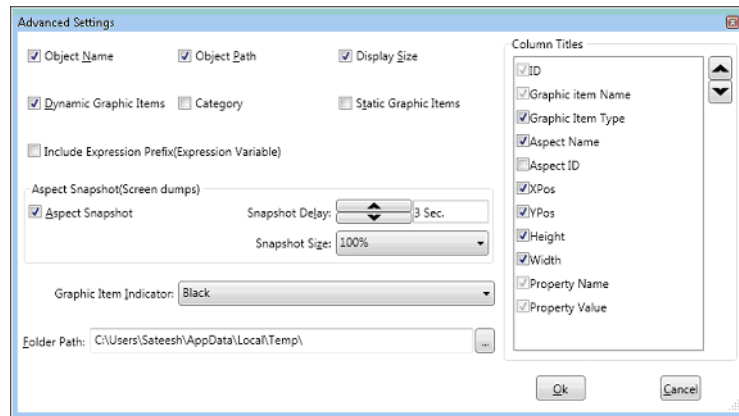 Advanced Settings
Object Name
Object Path
Display Size
Dynamic Graphic Items
Category
Static Graphic Items
Include Expression Prefix(Expression Variable)
Aspect Snapshot(Screen dumps)
Aspect Snapshot
Snapshot Delay:
3 Sec.
Snapshot Size:
100%
Graphic Item Indicator:
Black
Folder Path:
C:\Users\Sateesh\AppData\Local\Temp\
...
Column Titles
ID
Graphic item Name
Graphic Item Type
Aspect Name
Aspect ID
XPos
YPos
Height
Width
Property Name
Property Value
Ok
Cancel